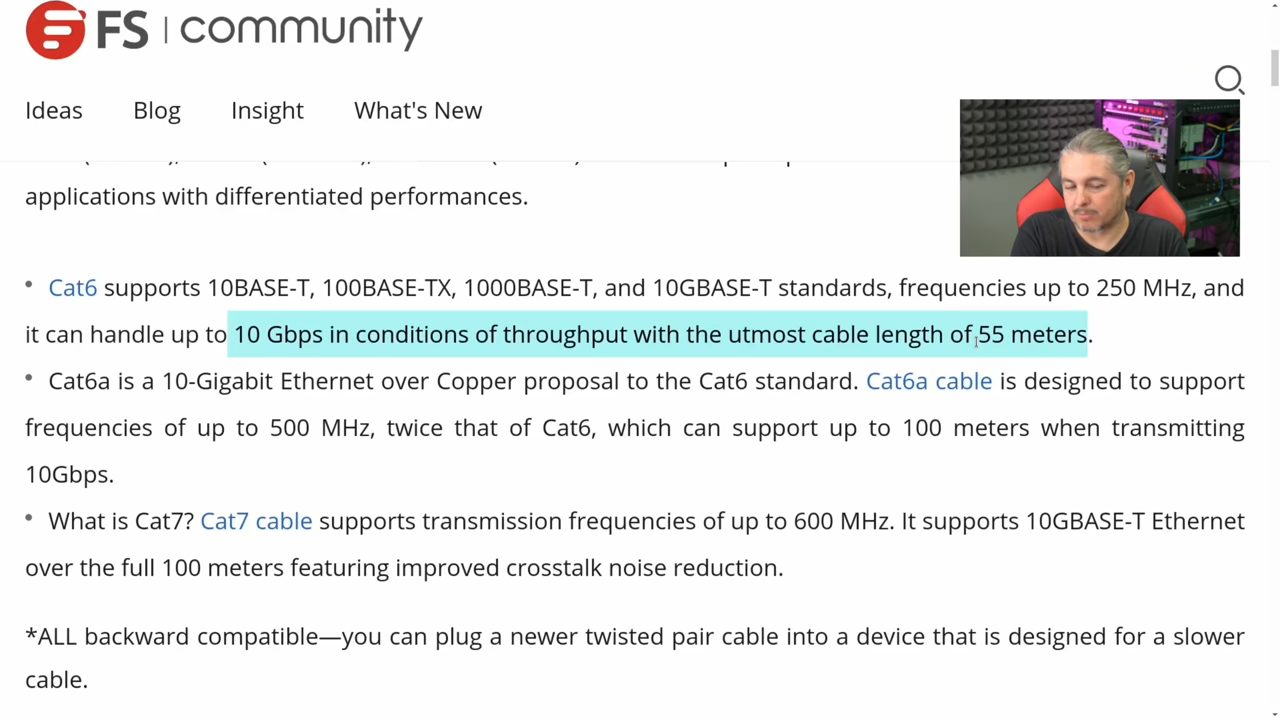 FS | community
Ideas Blog Insight What's New
applications with differentiated performances.
• Cat6 supports 10BASE-T, 100BASE-TX, 1000BASE-T, and 10GBASE-T standards, frequencies up to 250 MHz, and
it can handle up to 10 Gbps in conditions of throughput with the utmost cable length of 55 meters.
• Cat6a is a 10-Gigabit Ethernet over Copper proposal to the Cat6 standard. Cat6a cable is designed to support
frequencies of up to 500 MHz, twice that of Cat6, which can support up to 100 meters when transmitting
10Gbps.
• What is Cat7? Cat7 cable supports transmission frequencies of up to 600 MHz. It supports 10GBASE-T Ethernet
over the full 100 meters featuring improved crosstalk noise reduction.
*ALL backward compatible—you can plug a newer twisted pair cable into a device that is designed for a slower
cable.